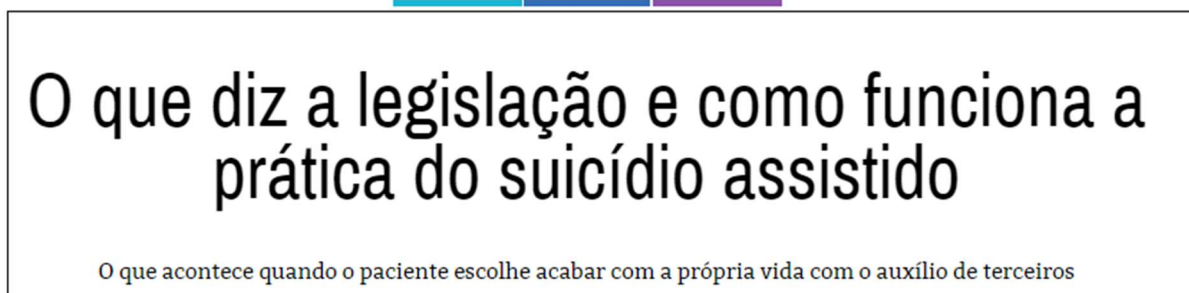 O que diz a legislação e como funciona a
prática do suicídio assistido
O que acontece quando o paciente escolhe acabar com a própria vida com o auxílio de terceiros